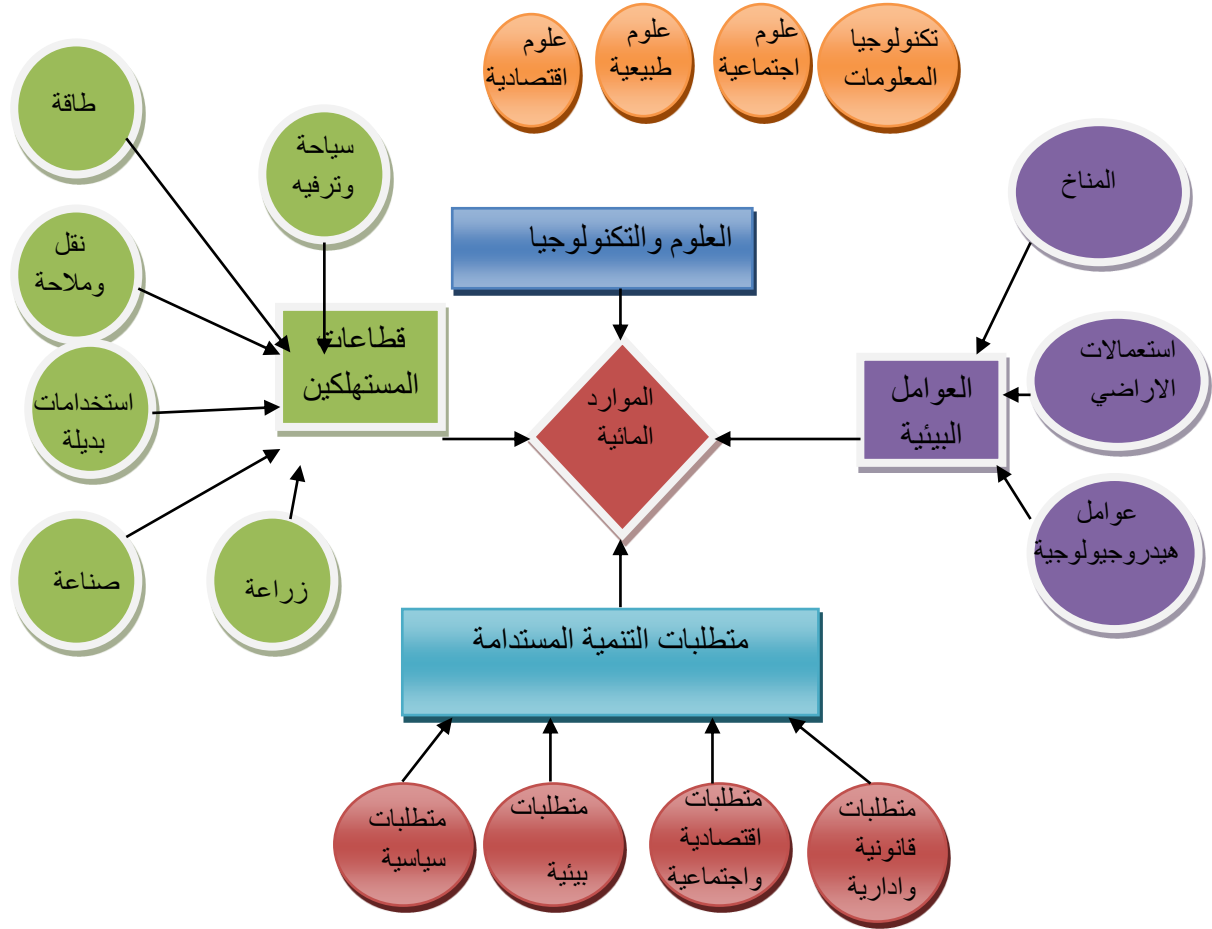 تكنولوجيا
المعلومات
علوم
اجتماعية
علوم
طبيعية
علوم
اقتصادية
العلوم والتكنولوجيا
المناخ
استعمالات
الاراضي
عوامل
هيدروجيولوجية
العوامل
البيئية
الموارد
المائية
سياحة
وترفيه
طاقة
نقل
وملاحة
قطاعات
المستهلكين
استخدامات
بديلة
زراعة
صناعة
متطلبات التنمية المستدامة
متطلبات
قانونية
وادارية
متطلبات
اقتصادية
واجتماعية
متطلبات
بيئية
متطلبات
سياسية